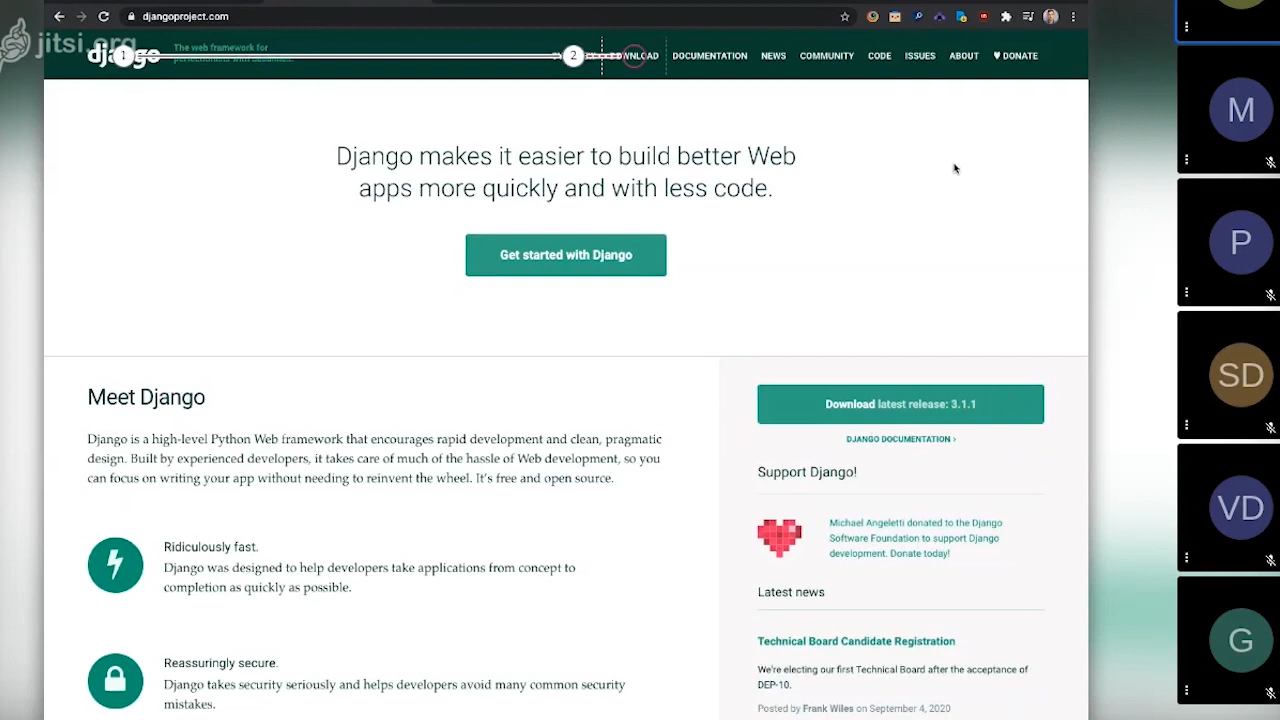 djangoproject.com
jitsi.org
django
The web framework for
1
2
DOCUMENTATION
NEWS
COMMUNITY
CODE
ISSUES
ABOUT
♥ DONATE
Django makes it easier to build better Web
apps more quickly and with less code.
Get started with Django
Meet Django
Django is a high-level Python Web framework that encourages rapid development and clean, pragmatic
design. Built by experienced developers, it takes care of much of the hassle of Web development, so you
can focus on writing your app without needing to reinvent the wheel. It's free and open source.
Ridiculously fast.
Django was designed to help developers take applications from concept to
completion as quickly as possible.
Reassuringly secure.
Django takes security seriously and helps developers avoid many common security
mistakes.
Download latest release: 3.1.1
DJANGO DOCUMENTATION ›
Support Django!
Michael Angeletti donated to the Django
Software Foundation to support Django
development. Donate today!
Latest news
Technical Board Candidate Registration
We're electing our first Technical Board after the acceptance of
DEP-10.
Posted by Frank Wiles on September 4, 2020
M
P
SD
VD
G